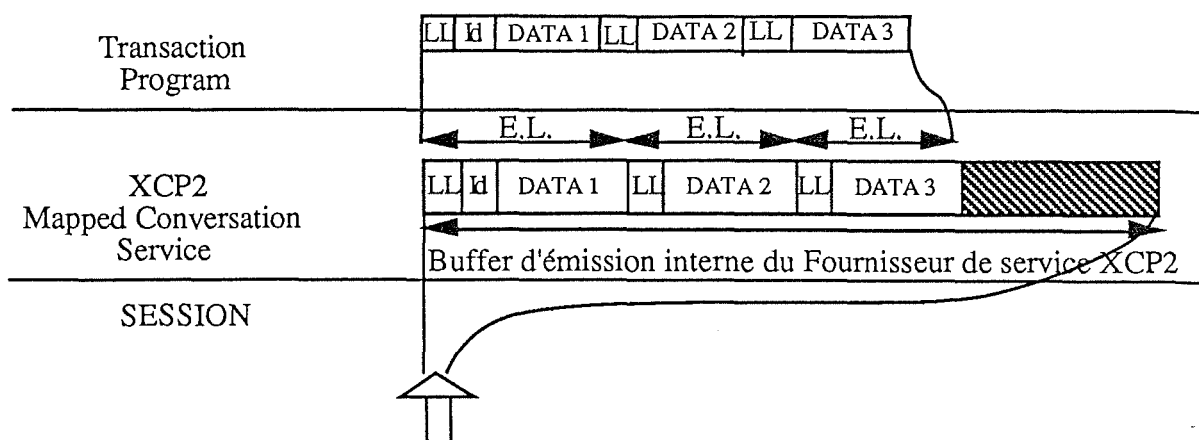 LL Id DATA 1 LL DATA 2 LL DATA 3
Transaction
Program
E.L. E.L. E.L.
LL Id DATA 1 LL DATA 2 LL DATA 3
XCP2
Mapped Conversation
Service
Buffer d'émission interne du Fournisseur de service XCP2
SESSION